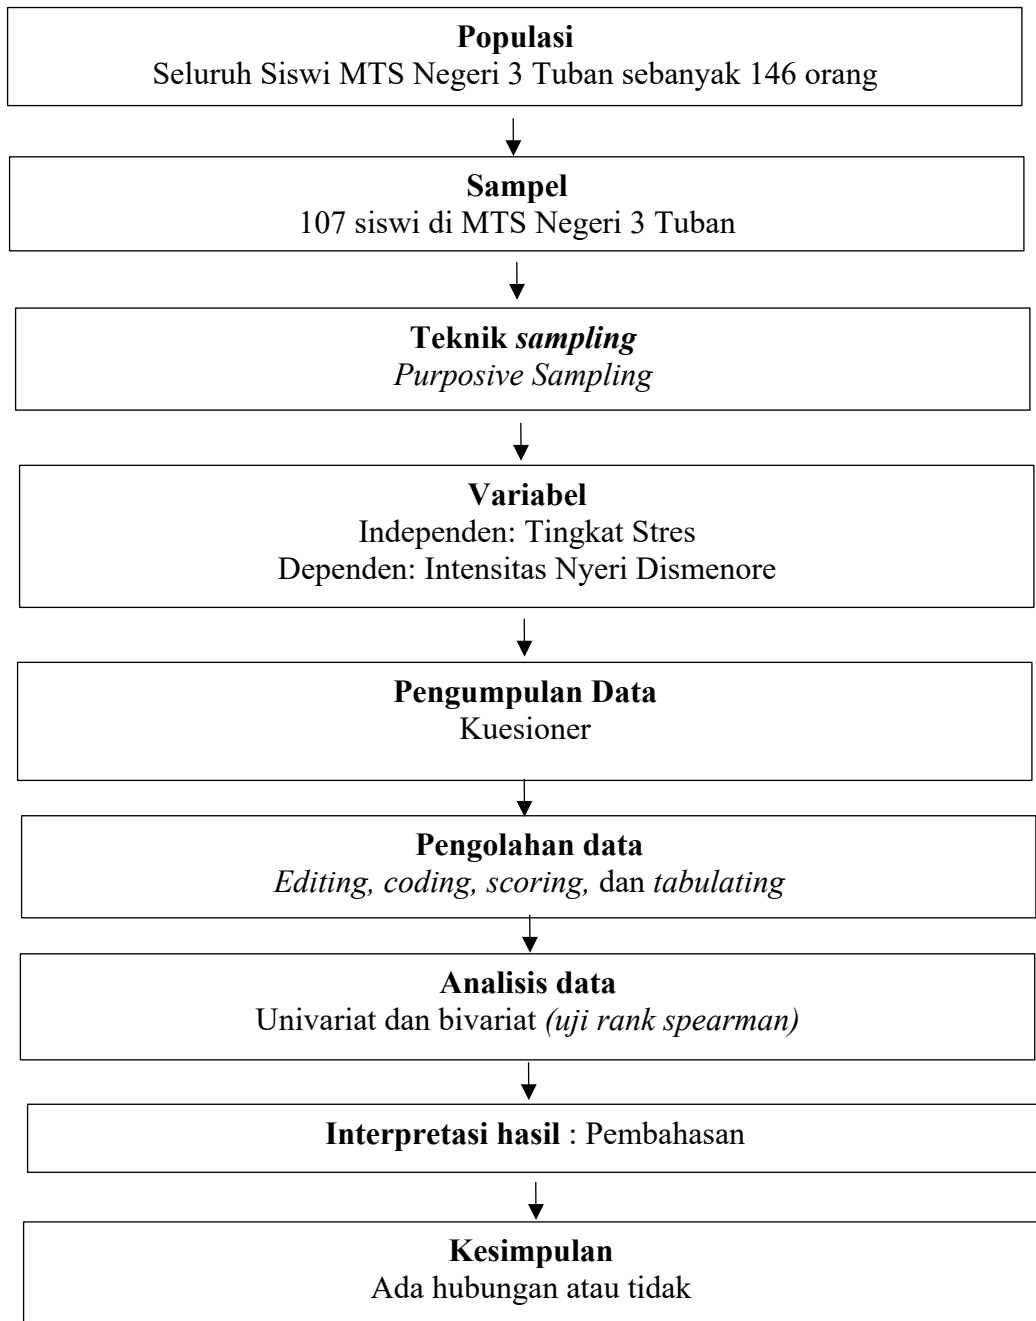 Populasi
Seluruh Siswi MTS Negeri 3 Tuban sebanyak 146 orang
Sampel
107 siswi di MTS Negeri 3 Tuban
Teknik sampling
Purposive Sampling
Variabel
Independen: Tingkat Stres
Dependen: Intensitas Nyeri Dismenore
Pengumpulan Data
Kuesioner
Pengolahan data
Editing, coding, scoring, dan tabulating
Analisis data
Univariat dan bivariat (uji rank spearman)
Interpretasi hasil : Pembahasan
Kesimpulan
Ada hubungan atau tidak